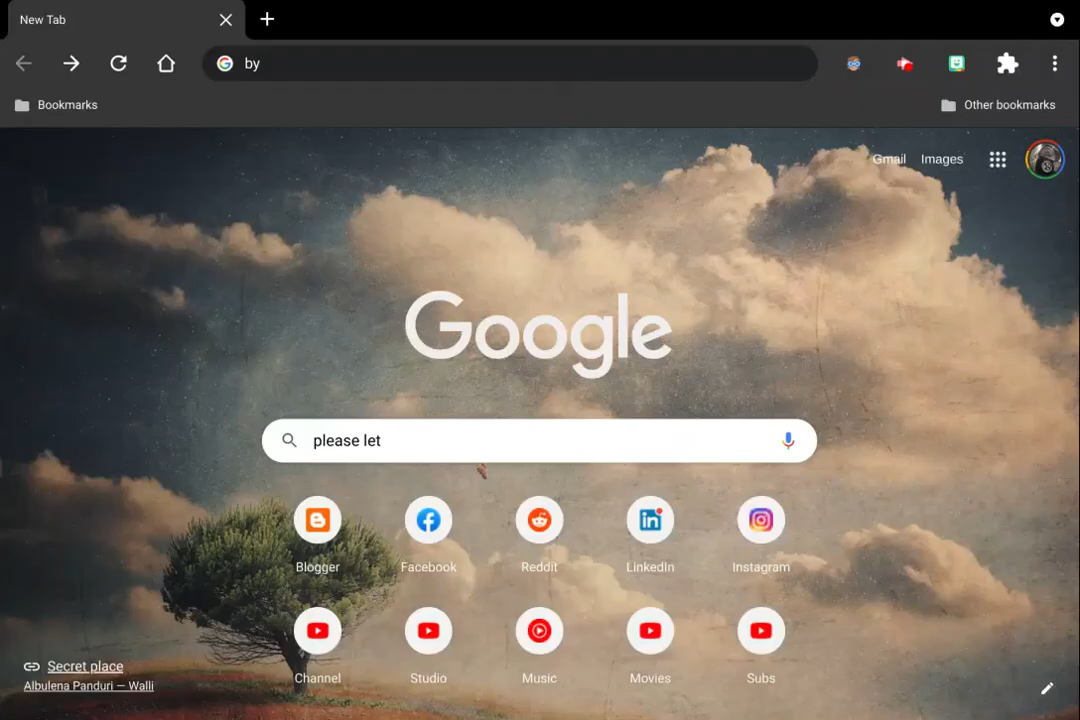 New Tab
by
Bookmarks
Other bookmarks
Gmail Images
Google
please let
Blogger Facebook Reddit LinkedIn Instagram
Channel Studio Music Movies Subs
Secret place
Albulena Panduri — Walli